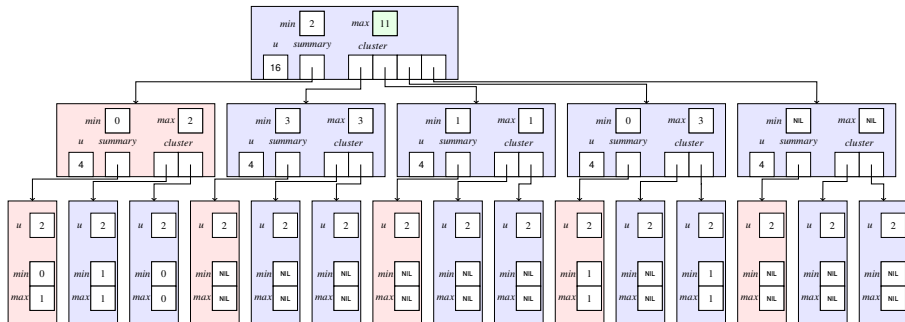 min 2 max 11
u summary cluster
16
min 0 max 2 min 3 max 3 min 1 max 1 min 0 max 3 min NIL max NIL
u summary cluster u summary cluster u summary cluster u summary cluster u summary cluster
4 4 4 4 4
u 2 u 2 u 2 u 2 u 2 u 2 u 2 u 2 u 2 u 2 u 2 u 2 u 2 u 2 u 2
min 0 min 1 min 0 min NIL min NIL min NIL min NIL min NIL min NIL min 1 min NIL min 1 min NIL min NIL min NIL
max 1 max 1 max 0 max NIL max NIL max NIL max NIL max NIL max NIL max 1 max NIL max 1 max NIL max NIL max NIL